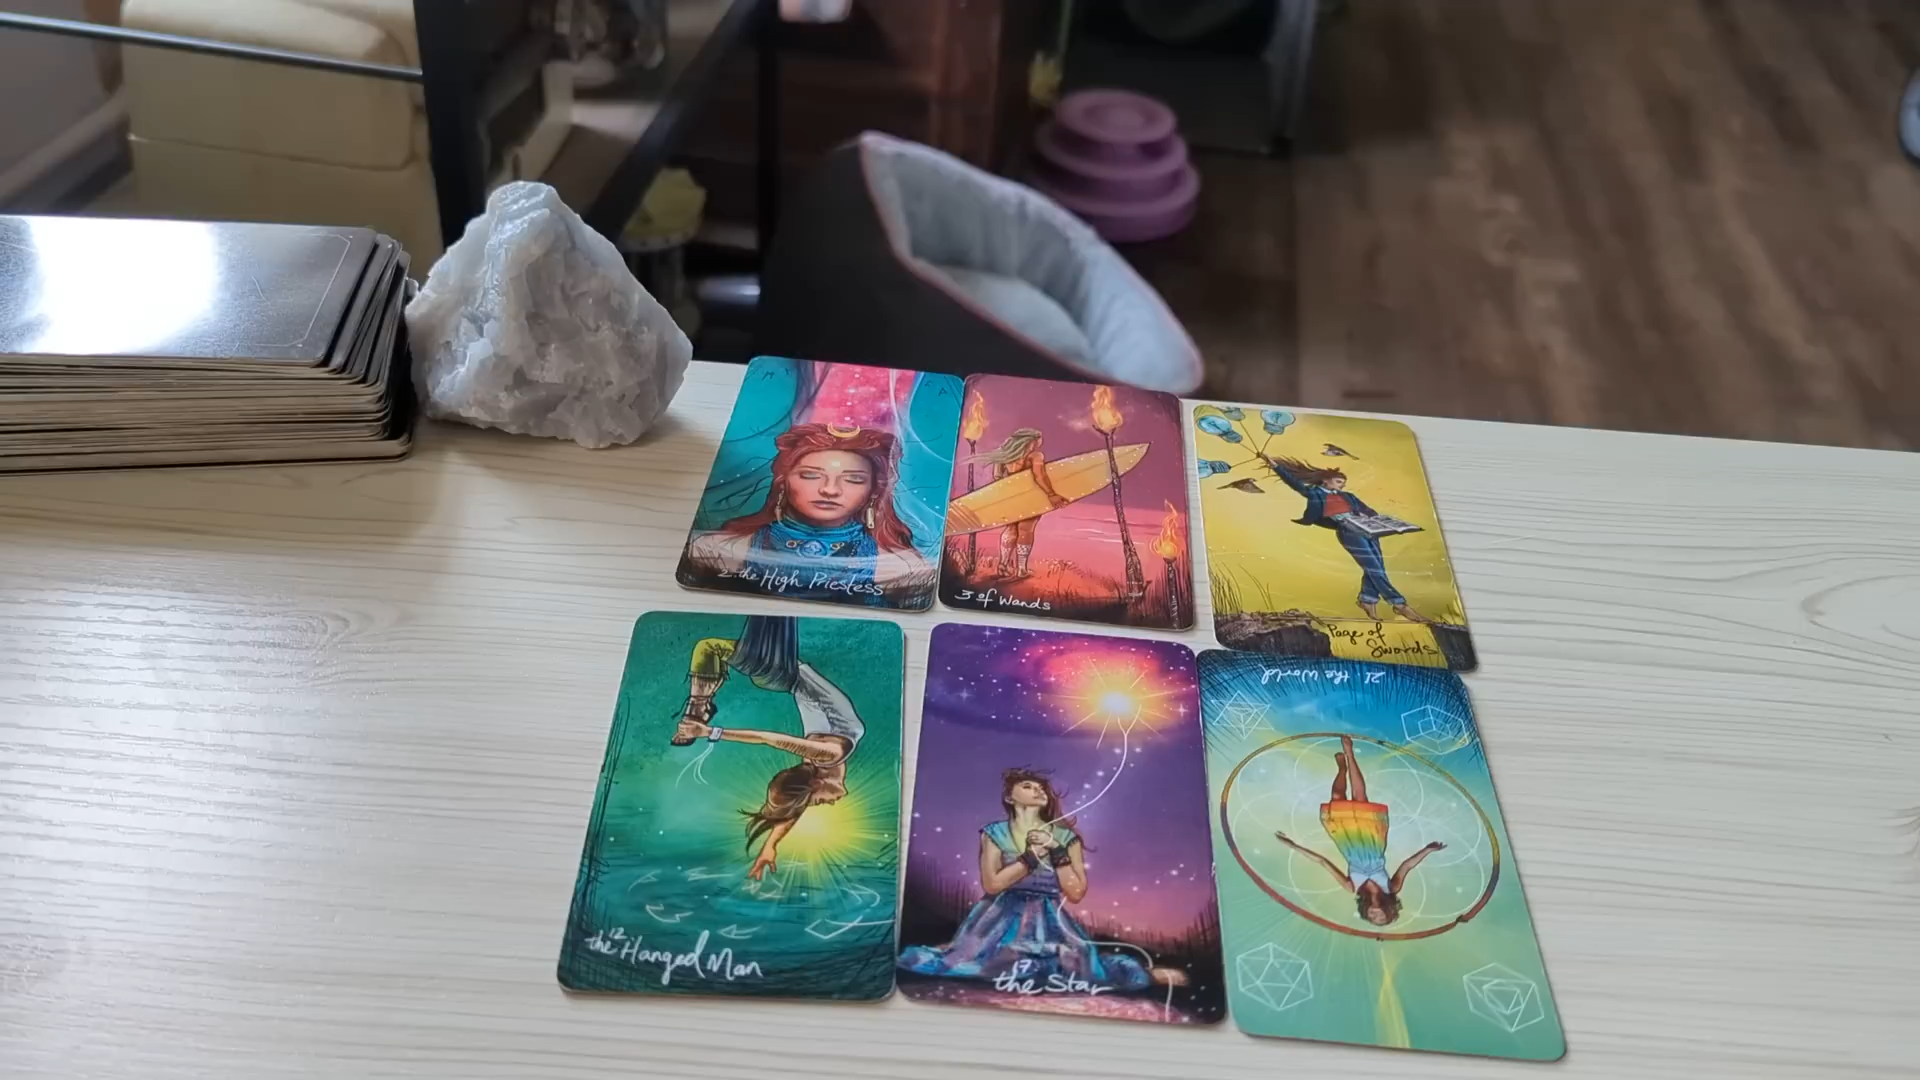 2. the High Priestess
3 of Wands
Page of
Swords
the 12 Hanged Man
17
the Star
21. the World